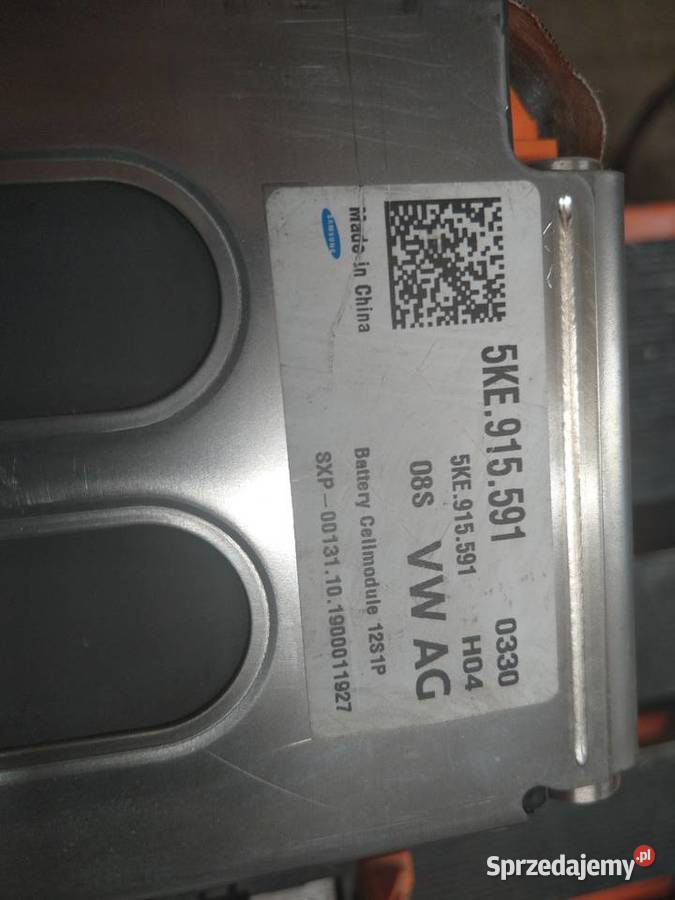 5KE.915.591 0330
5KE.915.591 H04
08S VW AG
SAMSUNG
Made in China
Battery Cellmodule 12S1P
SXP-00131.10.1900011927
Sprzedajemy.pl